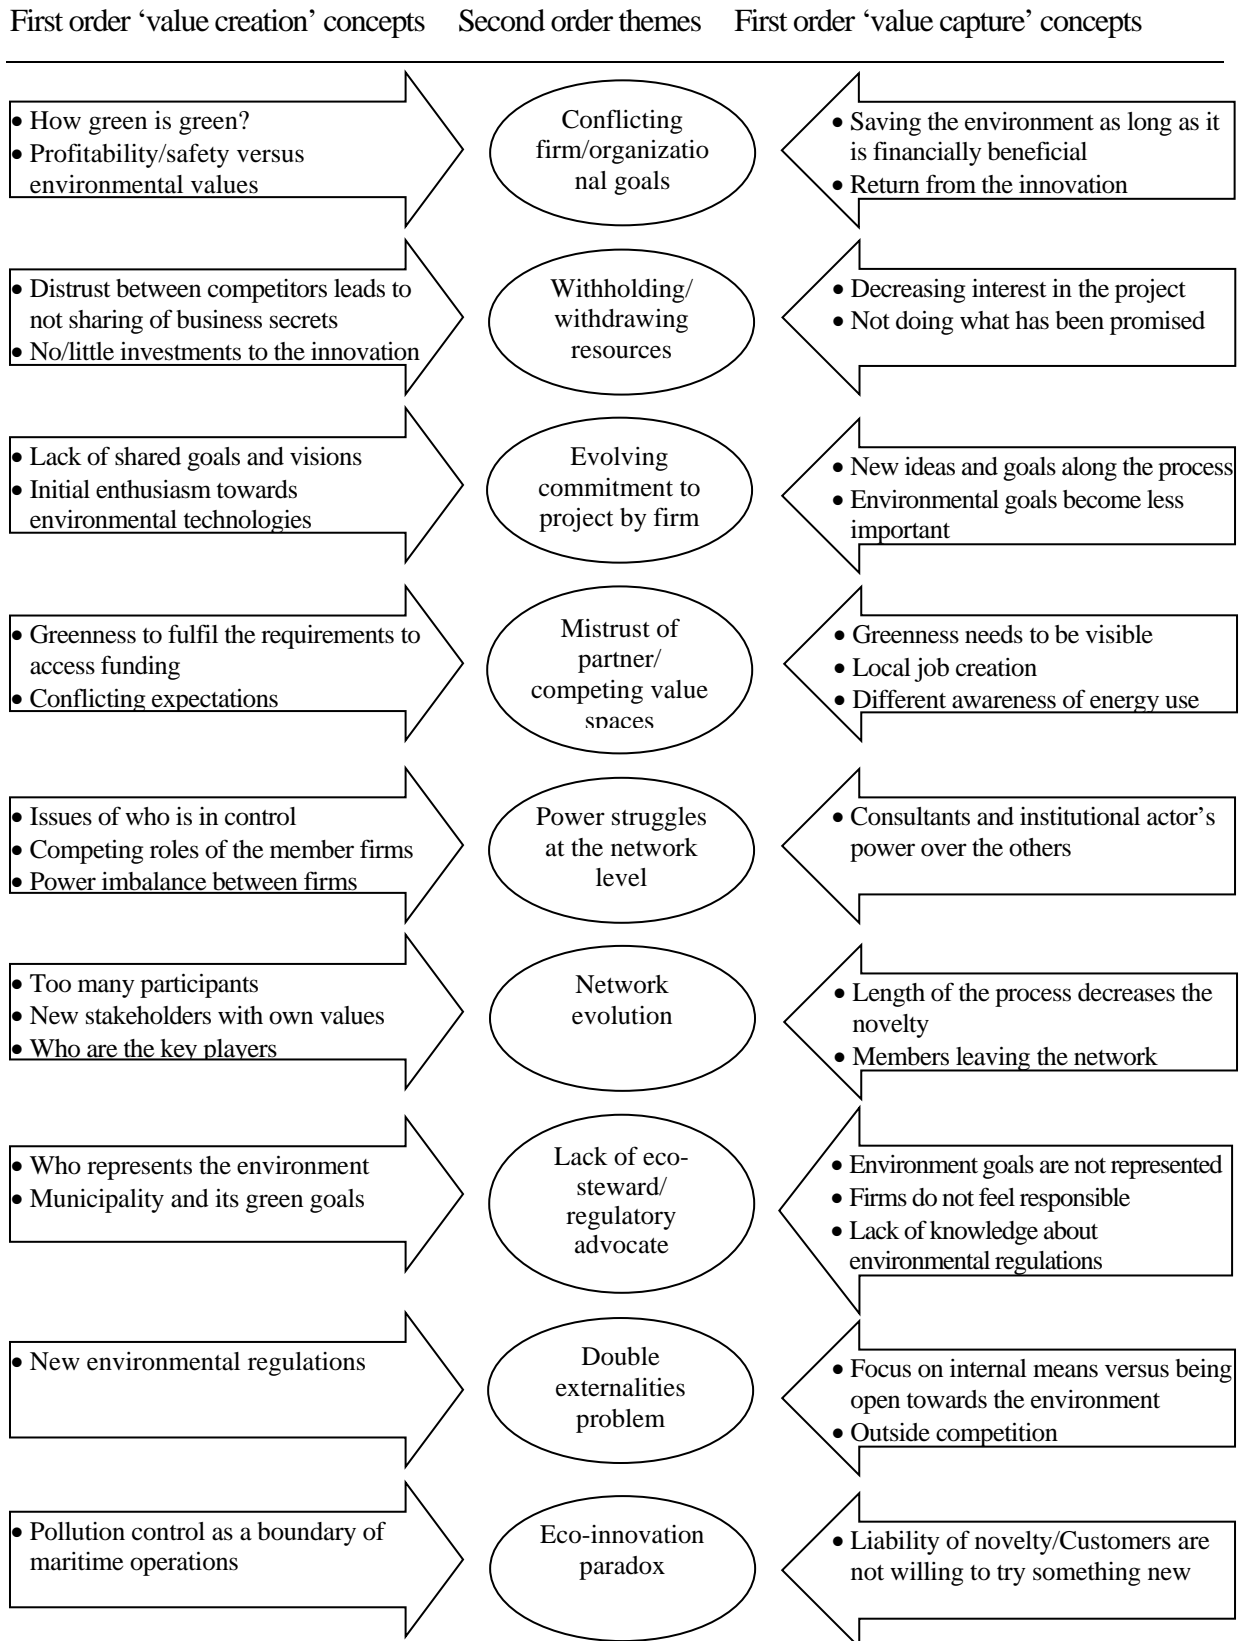 First order ‘value creation’ concepts    Second order themes    First order ‘value capture’ concepts
• How green is green?
• Profitability/safety versus
environmental values
Conflicting
firm/organizatio
nal goals
• Saving the environment as long as it
is financially beneficial
• Return from the innovation
• Distrust between competitors leads to
not sharing of business secrets
• No/little investments to the innovation
Withholding/
withdrawing
resources
• Decreasing interest in the project
• Not doing what has been promised
• Lack of shared goals and visions
• Initial enthusiasm towards
environmental technologies
Evolving
commitment to
project by firm
• New ideas and goals along the process
• Environmental goals become less
important
• Greenness to fulfil the requirements to
access funding
• Conflicting expectations
Mistrust of
partner/
competing value
spaces
• Greenness needs to be visible
• Local job creation
• Different awareness of energy use
• Issues of who is in control
• Competing roles of the member firms
• Power imbalance between firms
Power struggles
at the network
level
• Consultants and institutional actor’s
power over the others
• Too many participants
• New stakeholders with own values
• Who are the key players
Network
evolution
• Length of the process decreases the
novelty
• Members leaving the network
• Who represents the environment
• Municipality and its green goals
Lack of eco-
steward/
regulatory
advocate
• Environment goals are not represented
• Firms do not feel responsible
• Lack of knowledge about
environmental regulations
• New environmental regulations
Double
externalities
problem
• Focus on internal means versus being
open towards the environment
• Outside competition
• Pollution control as a boundary of
maritime operations
Eco-innovation
paradox
• Liability of novelty/Customers are
not willing to try something new